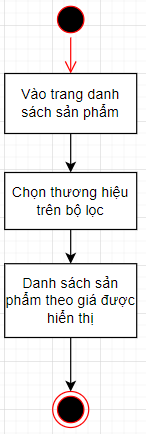 Vào trang danh
sách sản phẩm
Chọn thương hiệu
trên bộ lọc
Danh sách sản
phẩm theo giá được
hiển thị